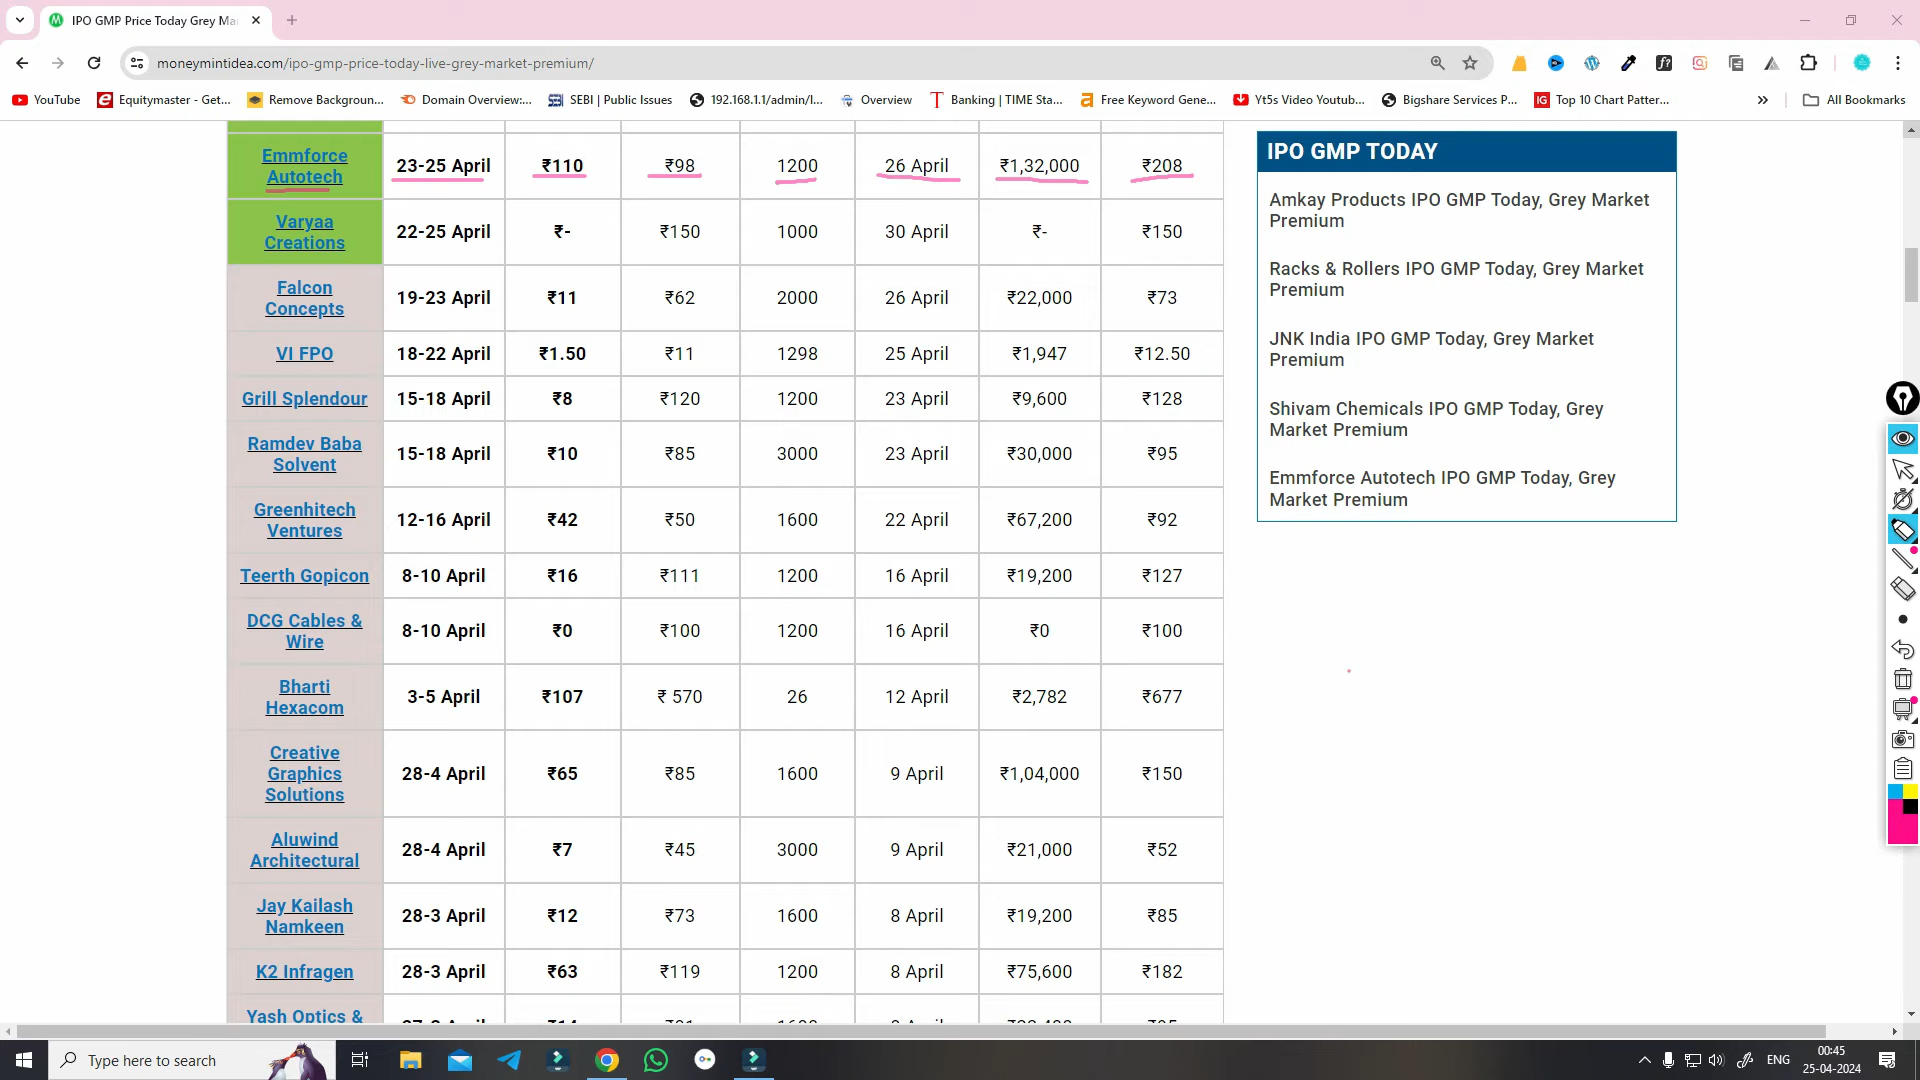 IPO GMP Price Today Grey Ma
moneymintidea.com/ipo-gmp-price-today-live-grey-market-premium/
YouTube
Equitymaster - Get...
Remove Backgroun...
Domain Overview:...
SEBI | Public Issues
192.168.1.1/admin/l...
Overview
Banking | TIME Sta...
Free Keyword Gene...
Yt5s Video Youtub...
Bigshare Services P...
Top 10 Chart Patter...
All Bookmarks
Emmforce
Autotech
23-25 April ₹110 ₹98 1200 26 April ₹1,32,000 ₹208
Varyaa
Creations
22-25 April ₹- ₹150 1000 30 April ₹- ₹150
Falcon
Concepts
19-23 April ₹11 ₹62 2000 26 April ₹22,000 ₹73
VI FPO 18-22 April ₹1.50 ₹11 1298 25 April ₹1,947 ₹12.50
Grill Splendour 15-18 April ₹8 ₹120 1200 23 April ₹9,600 ₹128
Ramdev Baba
Solvent
15-18 April ₹10 ₹85 3000 23 April ₹30,000 ₹95
Greenhitech
Ventures
12-16 April ₹42 ₹50 1600 22 April ₹67,200 ₹92
Teerth Gopicon 8-10 April ₹16 ₹111 1200 16 April ₹19,200 ₹127
DCG Cables &
Wire
8-10 April ₹0 ₹100 1200 16 April ₹0 ₹100
Bharti
Hexacom
3-5 April ₹107 ₹ 570 26 12 April ₹2,782 ₹677
Creative
Graphics
Solutions
28-4 April ₹65 ₹85 1600 9 April ₹1,04,000 ₹150
Aluwind
Architectural
28-4 April ₹7 ₹45 3000 9 April ₹21,000 ₹52
Jay Kailash
Namkeen
28-3 April ₹12 ₹73 1600 8 April ₹19,200 ₹85
K2 Infragen 28-3 April ₹63 ₹119 1200 8 April ₹75,600 ₹182
Yash Optics &
IPO GMP TODAY
Amkay Products IPO GMP Today, Grey Market
Premium
Racks & Rollers IPO GMP Today, Grey Market
Premium
JNK India IPO GMP Today, Grey Market
Premium
Shivam Chemicals IPO GMP Today, Grey
Market Premium
Emmforce Autotech IPO GMP Today, Grey
Market Premium
Type here to search
ENG
00:45
25-04-2024